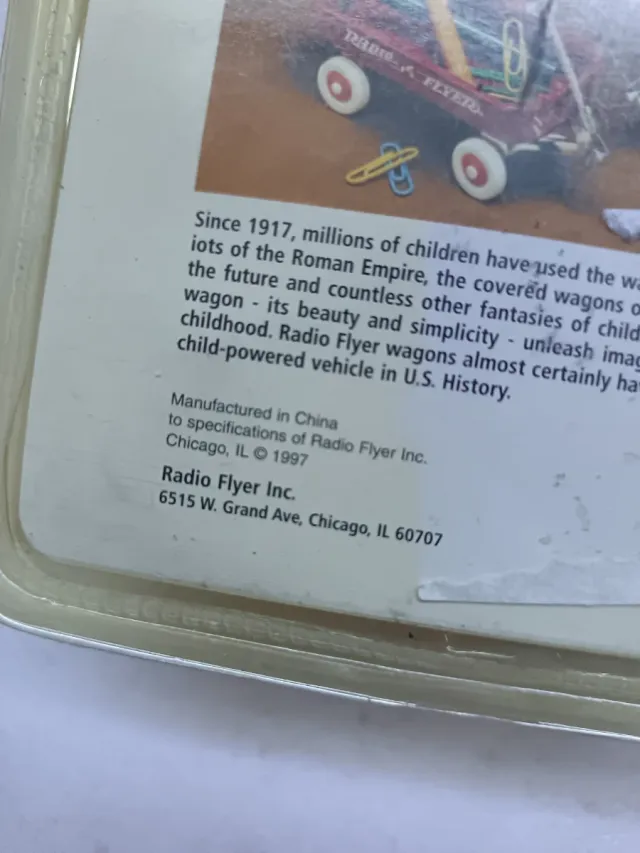 RADIO FLYER
Since 1917, millions of children have used the
iots of the Roman Empire, the covered wagons
the future and countless other fantasies of
wagon - its beauty and simplicity - unleash
childhood. Radio Flyer wagons almost certainly
child-powered vehicle in U.S. History.
Manufactured in China
to specifications of Radio Flyer Inc.
Chicago, IL © 1997
Radio Flyer Inc.
6515 W. Grand Ave, Chicago, IL 60707